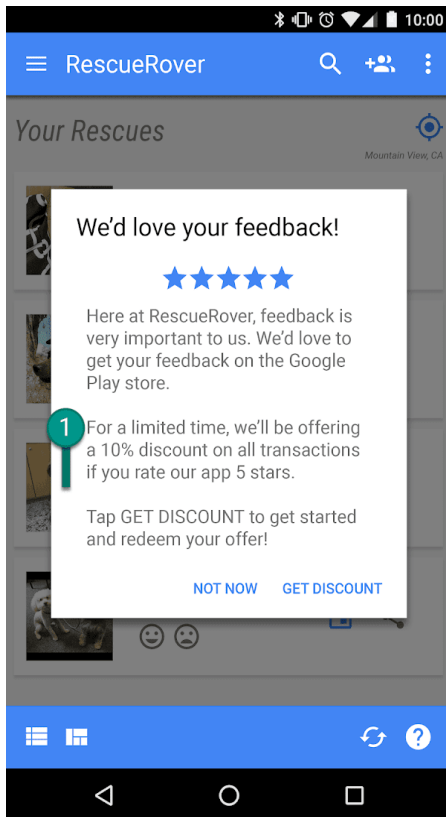 10:00
RescueRover
Your Rescues
Mountain View, CA
We’d love your feedback!
Here at RescueRover, feedback is
very important to us. We’d love to
get your feedback on the Google
Play store.
1
For a limited time, we’ll be offering
a 10% discount on all transactions
if you rate our app 5 stars.
Tap GET DISCOUNT to get started
and redeem your offer!
NOT NOW GET DISCOUNT
?